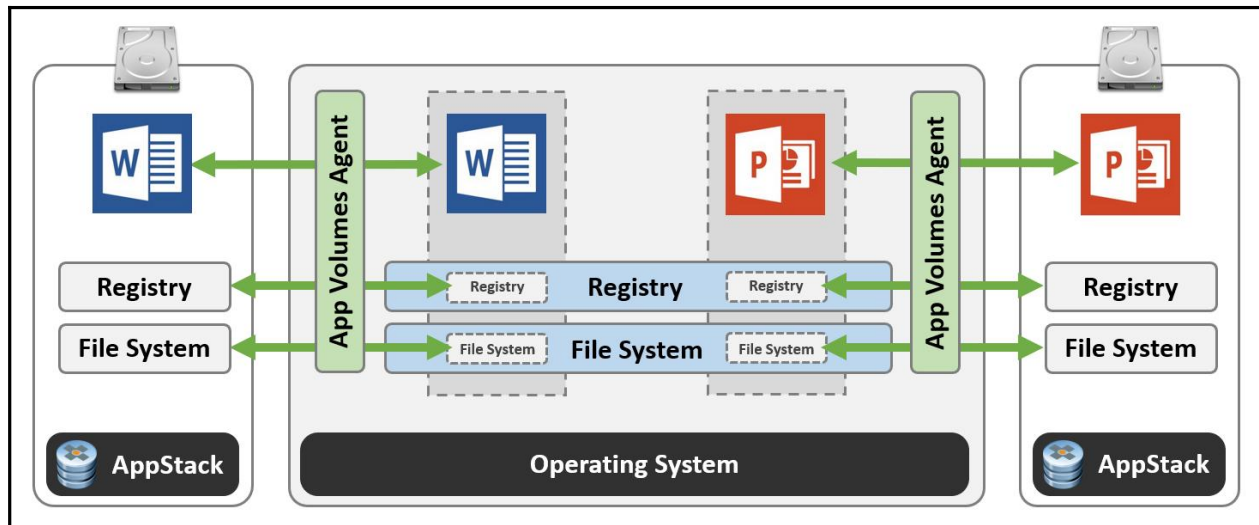 App Volumes Agent
App Volumes Agent
W
W
P
P
Registry
Registry
Registry
Registry
Registry
File System
File System
File System
File System
File System
AppStack
Operating System
AppStack